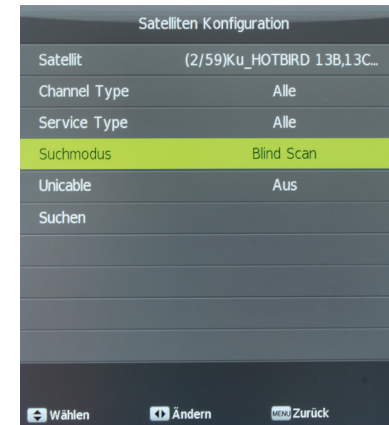 Satelliten Konfiguration
Satellit (2/59)Ku_HOTBIRD 13B,13C...
Channel Type Alle
Service Type Alle
Suchmodus Blind Scan
Unicable Aus
Suchen
Wählen Ändern MENU Zurück